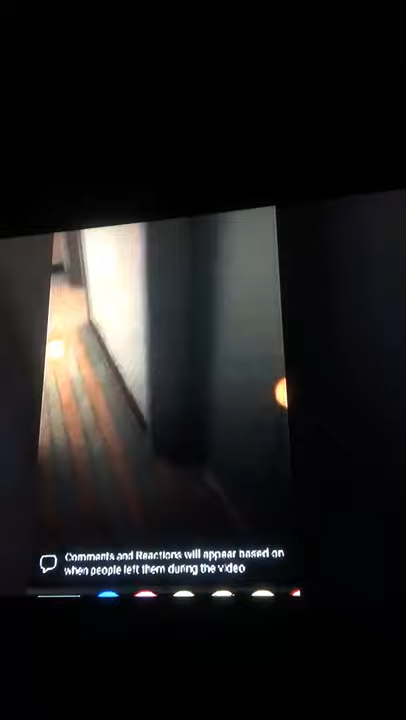 Comments and Reactions will appear based on
when people left them during the video